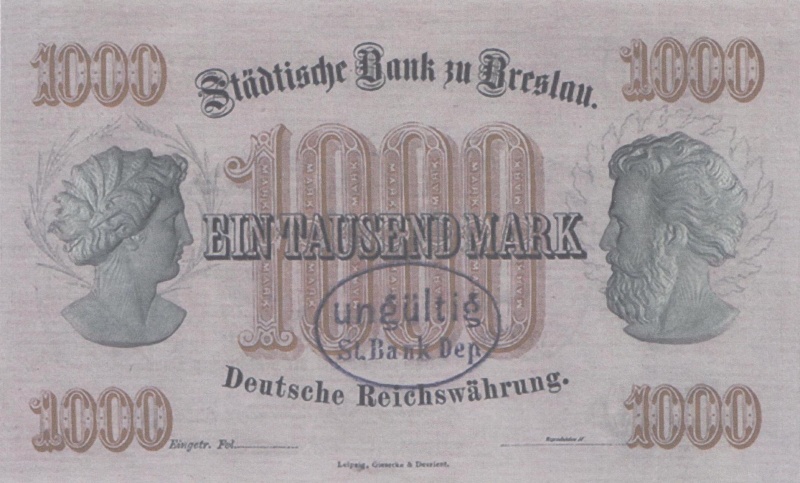 1000 1000
Städtische Bank zu Breslau.
1000
EIN TAUSEND MARK
ungültig
St. Bank Dep.
Deutsche Reichswährung.
1000 1000
Eingetr. Fol.
Leipzig, Giesecke & Devrient.